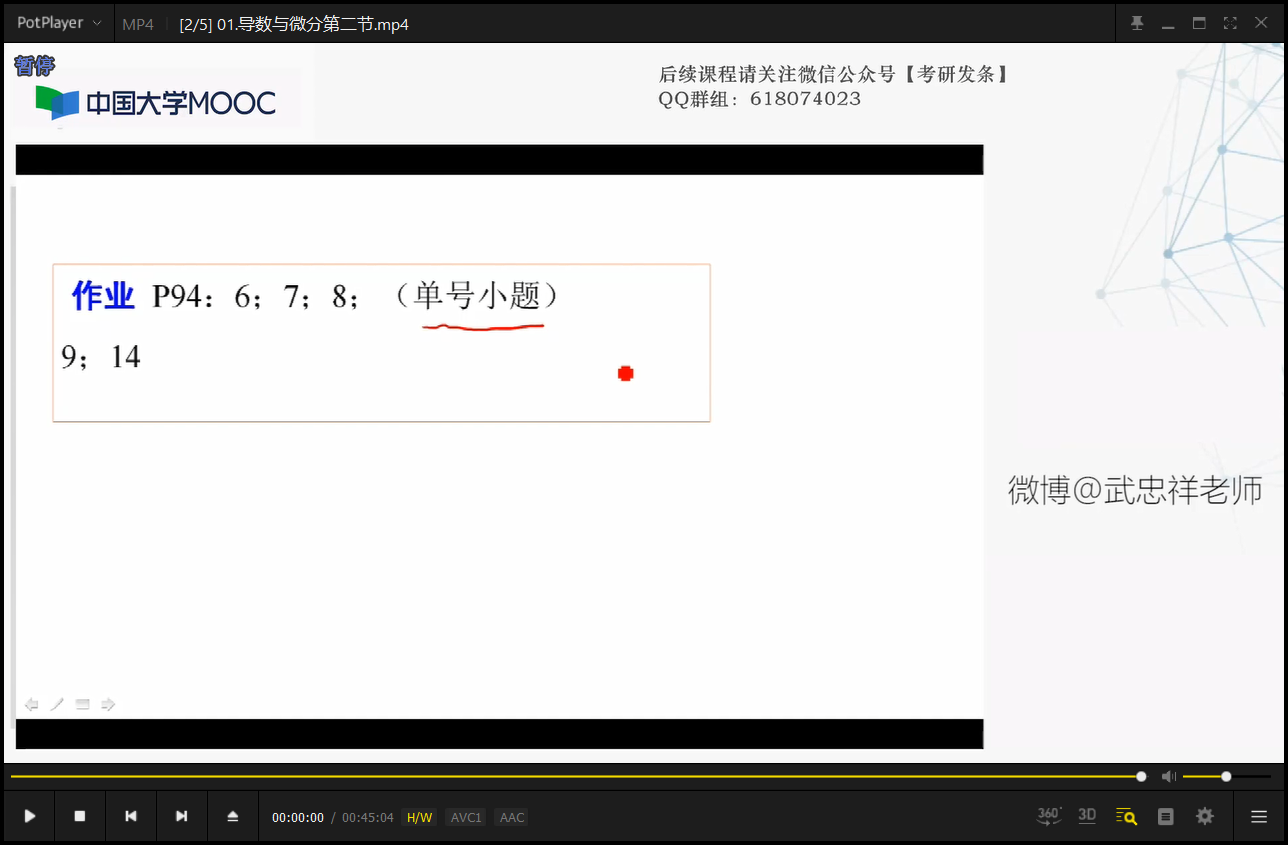 PotPlayer MP4 [2/5] 01.导数与微分第二节.mp4
暂停
中国大学MOOC
后续课程请关注微信公众号【考研发条】
QQ群组：618074023
作业 P94：6；7；8；（单号小题）
9；14
微博@武忠祥老师
00:00:00 / 00:45:04 H/W AVC1 AAC 360° 3D